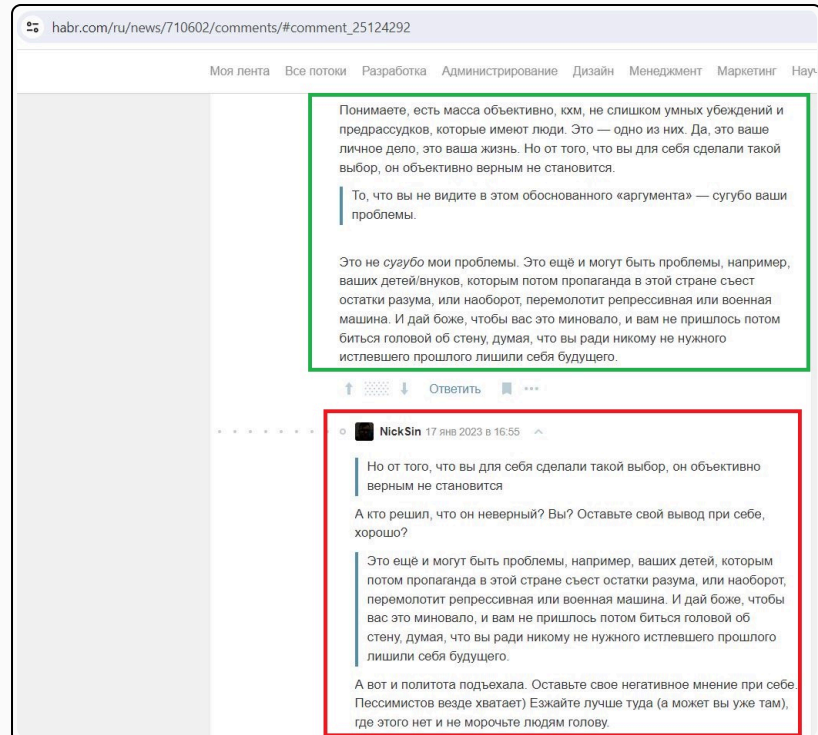 habr.com/ru/news/710602/comments/#comment_25124292
Моя лента Все потоки Разработка Администрирование Дизайн Менеджмент Маркетинг Науч
Понимаете, есть масса объективно, кхм, не слишком умных убеждений и
предрассудков, которые имеют люди. Это — одно из них. Да, это ваше
личное дело, это ваша жизнь. Но от того, что вы для себя сделали такой
выбор, он объективно верным не становится.
То, что вы не видите в этом обоснованного «аргумента» — сугубо ваши
проблемы.
Это не сугубо мои проблемы. Это ещё и могут быть проблемы, например,
ваших детей/внуков, которым потом пропаганда в этой стране съест
остатки разума, или наоборот, перемолотит репрессивная или военная
машина. И дай боже, чтобы вас это миновало, и вам не пришлось потом
биться головой об стену, думая, что вы ради никому не нужного
истлевшего прошлого лишили себя будущего.
Ответить
NickSin 17 янв 2023 в 16:55
Но от того, что вы для себя сделали такой выбор, он объективно
верным не становится
А кто решил, что он неверный? Вы? Оставьте свой вывод при себе,
хорошо?
Это ещё и могут быть проблемы, например, ваших детей, которым
потом пропаганда в этой стране съест остатки разума, или наоборот,
перемолотит репрессивная или военная машина. И дай боже, чтобы
вас это миновало, и вам не пришлось потом биться головой об
стену, думая, что вы ради никому не нужного истлевшего прошлого
лишили себя будущего.
А вот и политота подъехала. Оставьте свое негативное мнение при себе.
Пессимистов везде хватает) Езжайте лучше туда (а может вы уже там),
где этого нет и не морочьте людям голову.